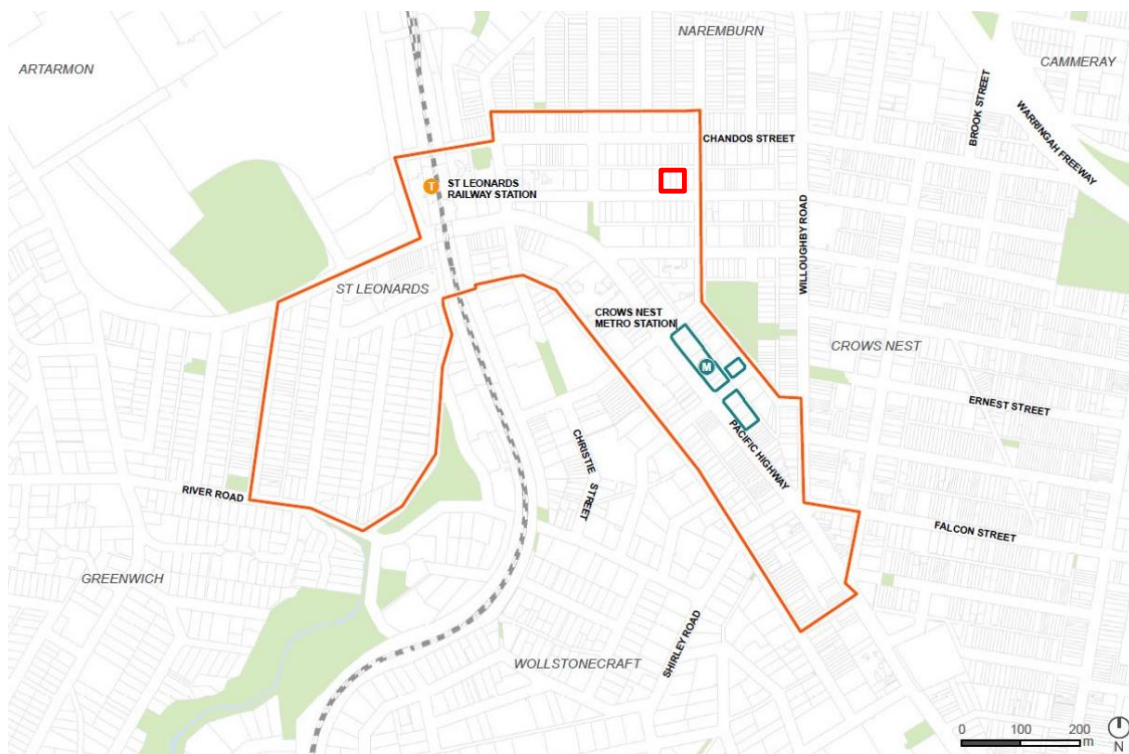 NAREMBURN
ARTARMON
CAMMERAY
BROOK STREET
WARRINGAH FREEWAY
CHANDOS STREET
T
ST LEONARDS
RAILWAY STATION
WILLOUGHBY ROAD
ST LEONARDS
CROWS NEST
METRO STATION
CROWS NEST
M
ERNEST STREET
PACIFIC HIGHWAY
CHRISTIE STREET
RIVER ROAD
FALCON STREET
GREENWICH
SHIRLEY ROAD
WOLLSTONECRAFT
0 100 200
m
N